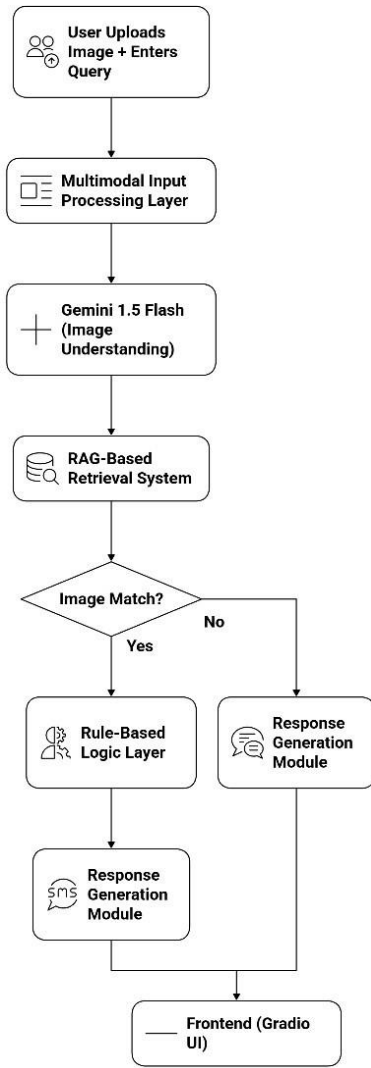 User Uploads
Image + Enters
Query
Multimodal Input
Processing Layer
Gemini 1.5 Flash
(Image
Understanding)
RAG-Based
Retrieval System
Image Match?
No
Yes
Rule-Based
Logic Layer
Response
Generation
Module
SMS
Response
Generation
Module
Frontend (Gradio
UI)